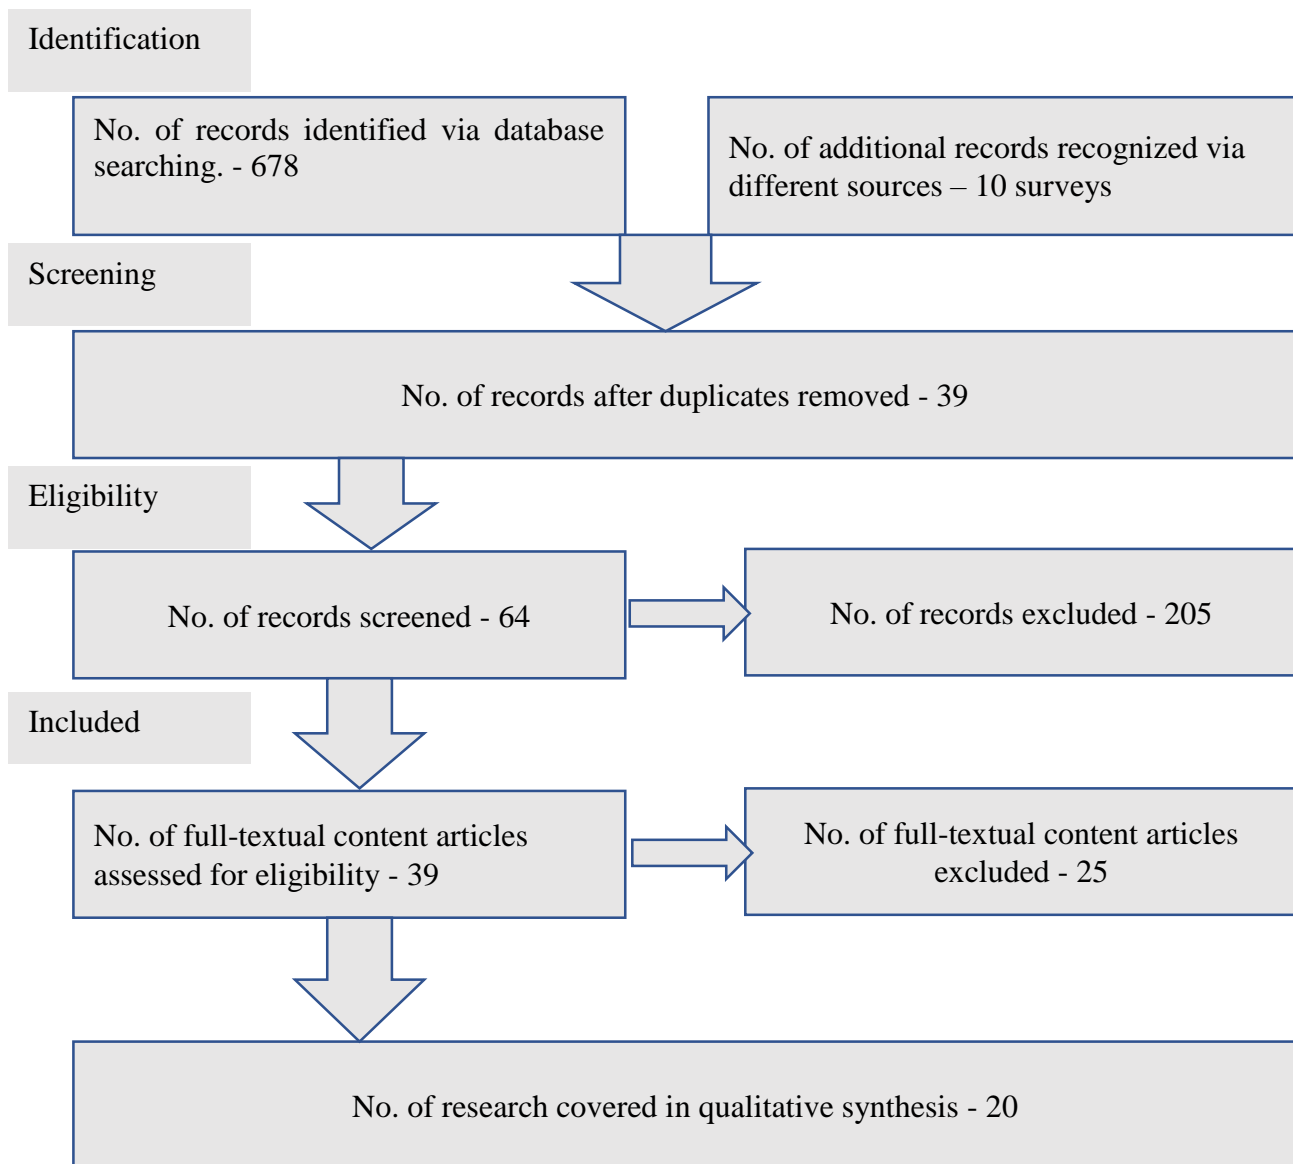 Identification
No. of records identified via database
searching. - 678
No. of additional records recognized via
different sources – 10 surveys
Screening
No. of records after duplicates removed - 39
Eligibility
No. of records screened - 64
No. of records excluded - 205
Included
No. of full-textual content articles
assessed for eligibility - 39
No. of full-textual content articles
excluded - 25
No. of research covered in qualitative synthesis - 20